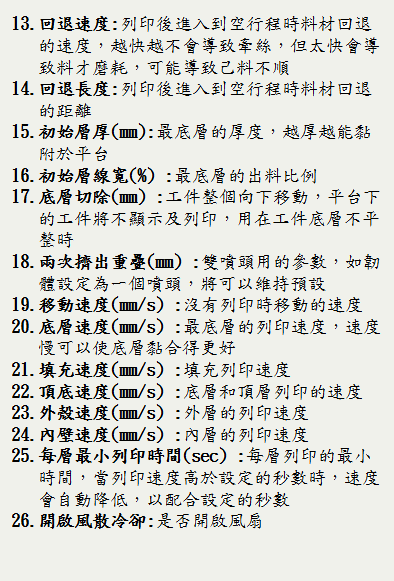 13.回退速度:列印後進入到空行程時料材回退
的速度，越快越不會導致牽絲，但太快會導
致料才磨耗，可能導致己料不順
14.回退長度:列印後進入到空行程時料材回退
的距離
15.初始層厚(mm):最底層的厚度，越厚越能黏
附於平台
16.初始層線寬(%) :最底層的出料比例
17.底層切除(mm) :工件整個向下移動，平台下
的工件將不顯示及列印，用在工件底層不平
整時
18.兩次擠出重疊(mm) :雙噴頭用的參數，如韌
體設定為一個噴頭，將可以維持預設
19.移動速度(mm/s) :沒有列印時移動的速度
20.底層速度(mm/s) :最底層的列印速度，速度
慢可以使底層黏合得更好
21.填充速度(mm/s) :填充列印速度
22.頂底速度(mm/s) :底層和頂層列印的速度
23.外殼速度(mm/s) :外層的列印速度
24.內壁速度(mm/s) :內層的列印速度
25.每層最小列印時間(sec) :每層列印的最小
時間，當列印速度高於設定的秒數時，速度
會自動降低，以配合設定的秒數
26.開啟風散冷卻:是否開啟風扇